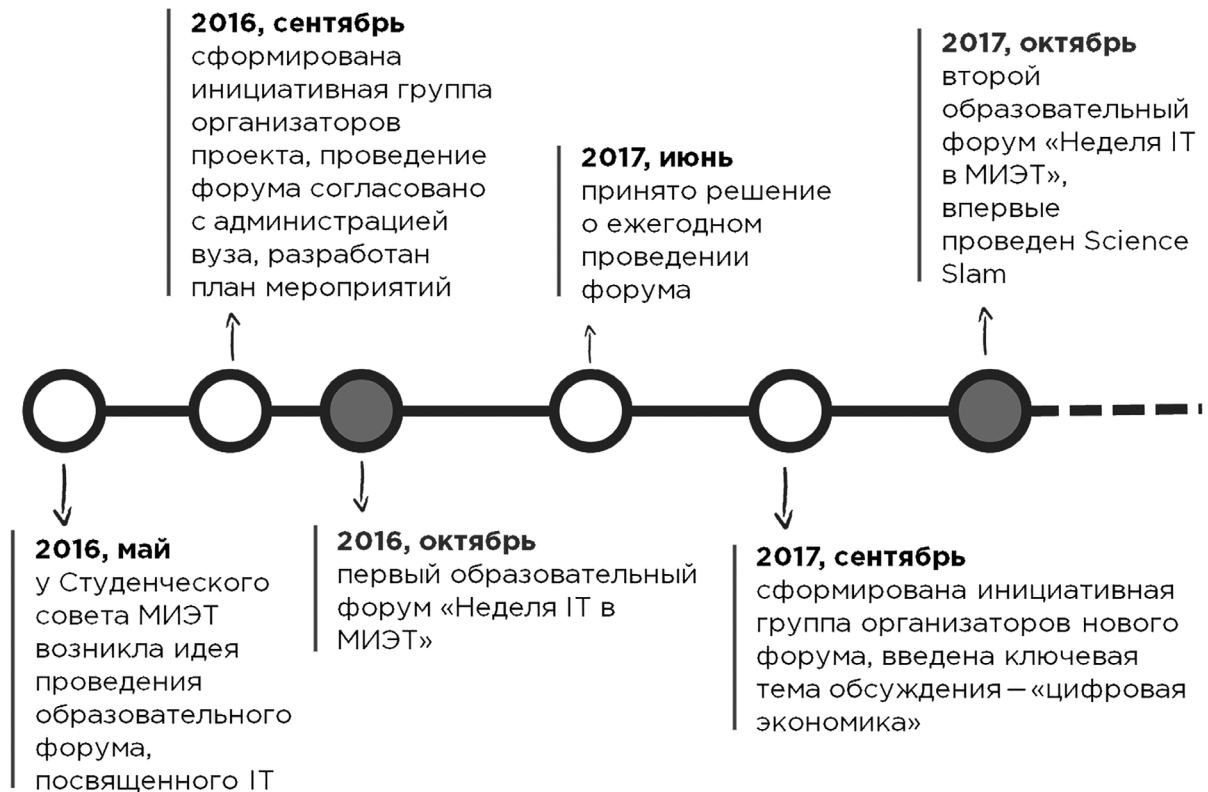 2016, сентябрь
сформирована
инициативная группа
организаторов
проекта, проведение
форума согласовано
с администрацией
вуза, разработан
план мероприятий
2017, июнь
принято решение
о ежегодном
проведении
форума
2017, октябрь
второй
образовательный
форум «Неделя IT
в МИЭТ»,
впервые
проведен Science
Slam
2016, май
у Студенческого
совета МИЭТ
возникла идея
проведения
образовательного
форума,
посвященного IT
2016, октябрь
первый образовательный
форум «Неделя IT в
МИЭТ»
2017, сентябрь
сформирована инициативная
группа организаторов нового
форума, введена ключевая
тема обсуждения — «цифровая
экономика»